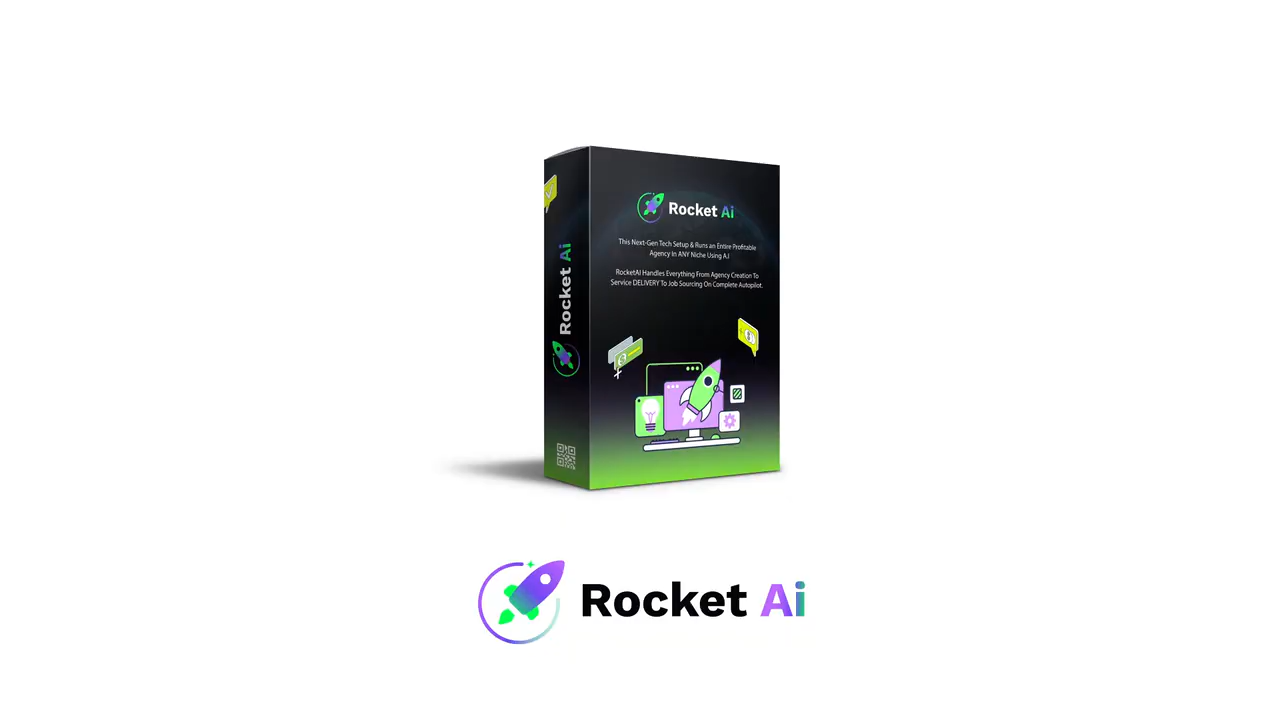 Rocket Ai
This Next-Gen Tech Setup & Runs an Entire Profitable
Agency In ANY Niche Using A.I
RocketAI Handles Everything From Agency Creation To
Service DELIVERY To Job Sourcing On Complete Autopilot.
Rocket Ai
Rocket Ai